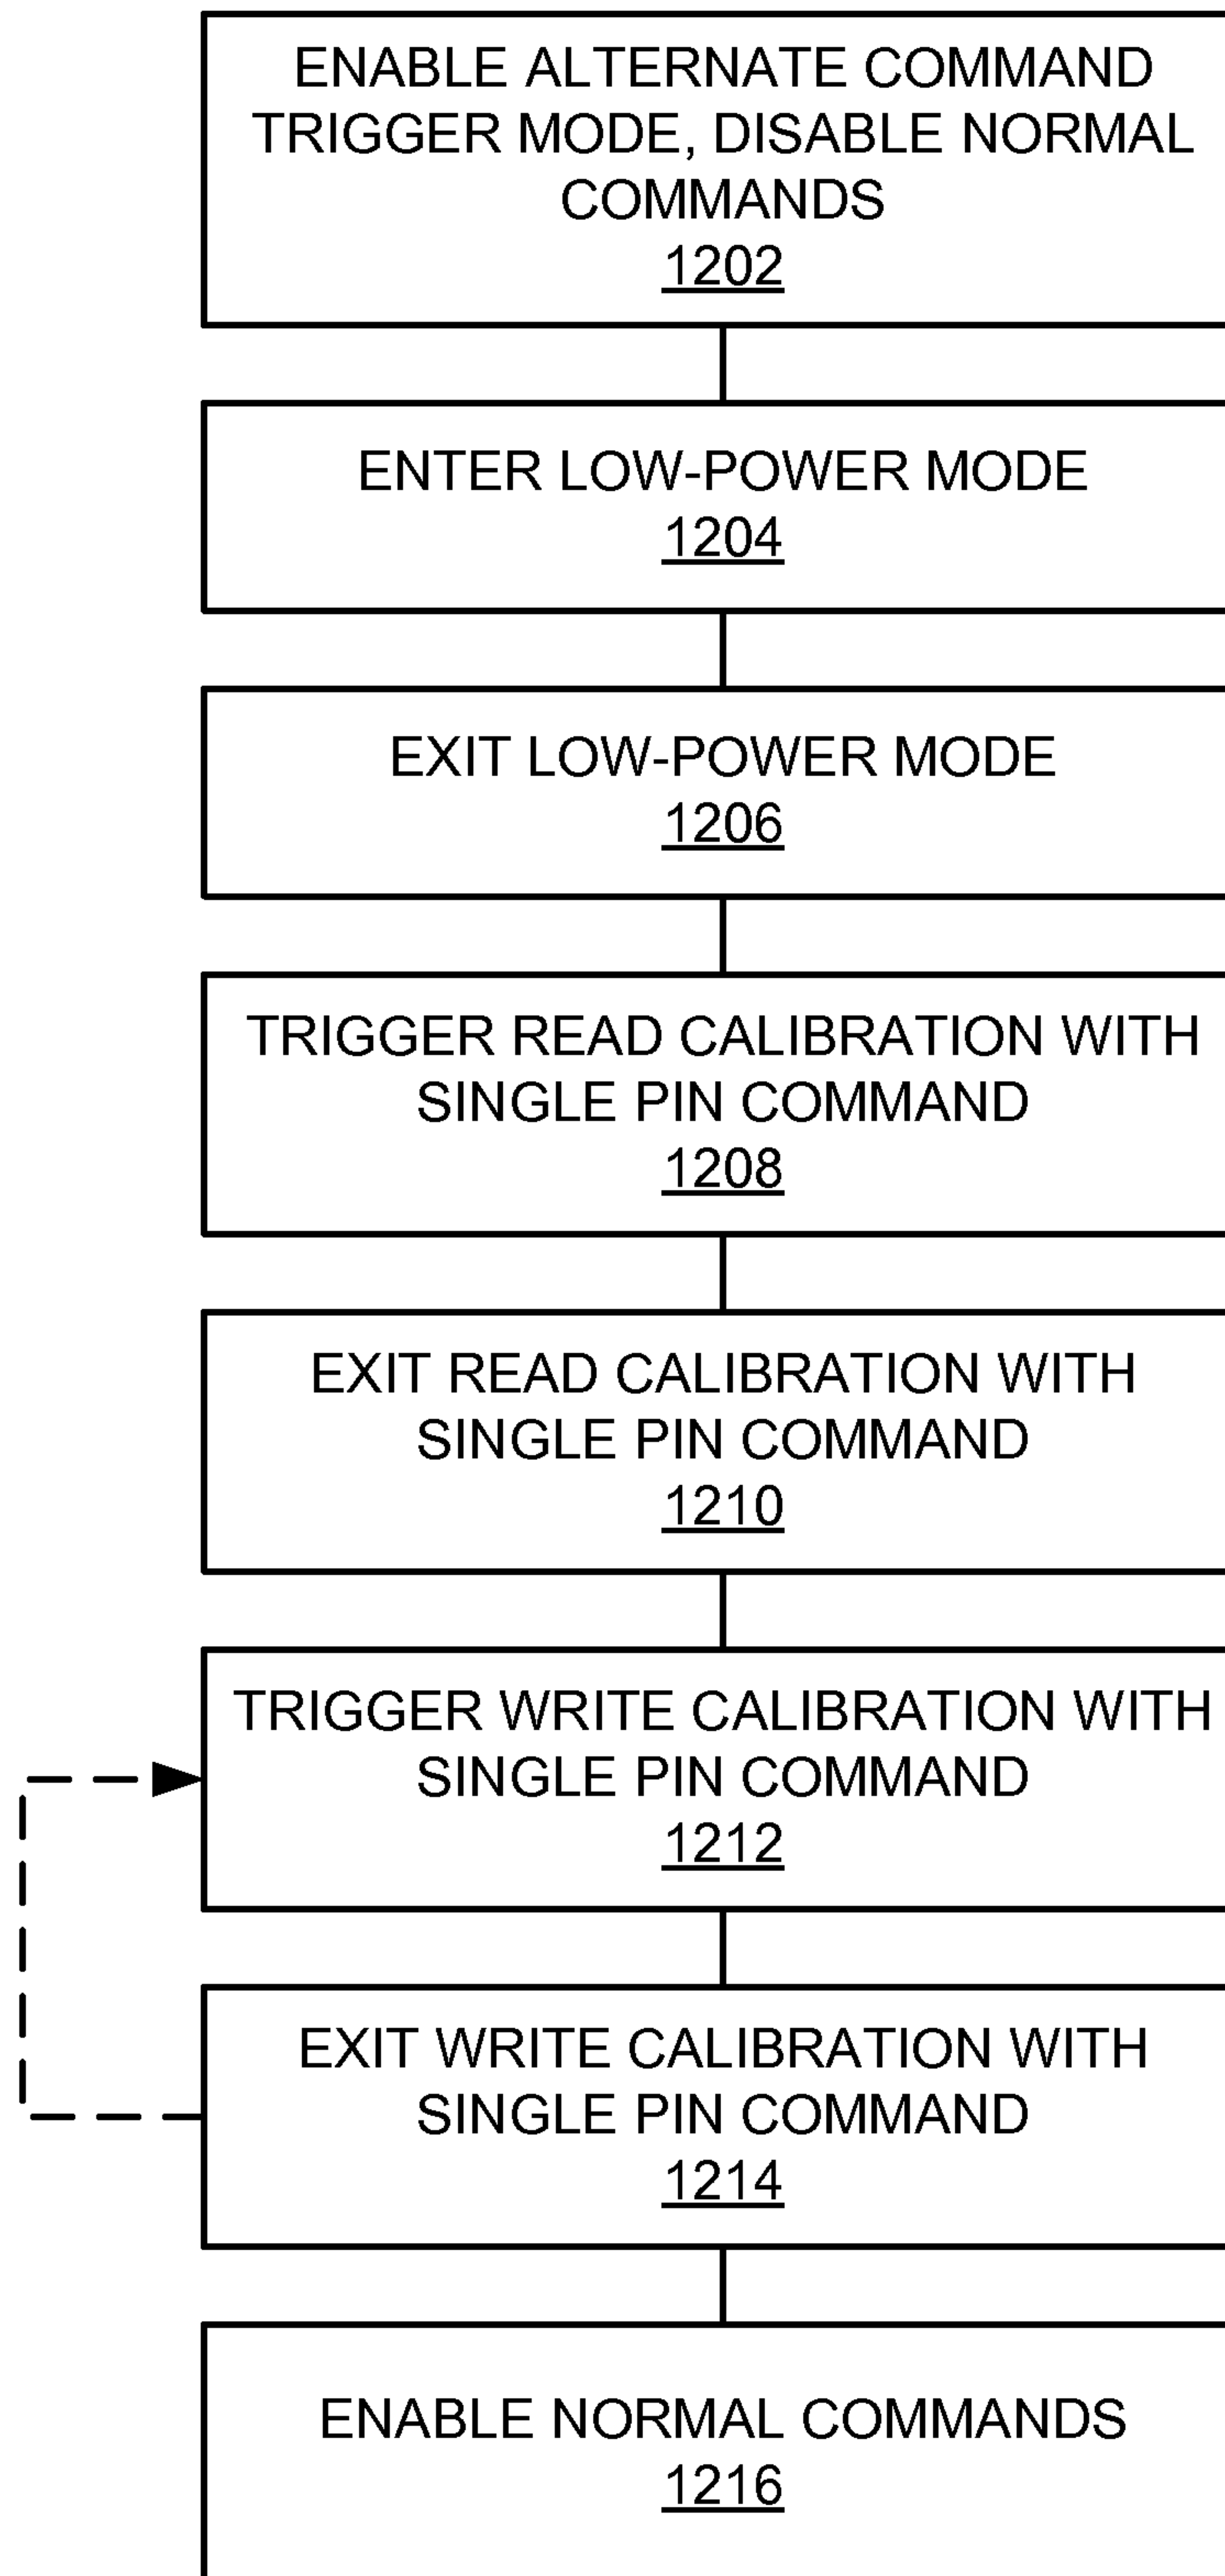 ENABLE ALTERNATE COMMAND
TRIGGER MODE, DISABLE NORMAL
COMMANDS
1202
ENTER LOW-POWER MODE
1204
EXIT LOW-POWER MODE
1206
TRIGGER READ CALIBRATION WITH
SINGLE PIN COMMAND
1208
EXIT READ CALIBRATION WITH
SINGLE PIN COMMAND
1210
TRIGGER WRITE CALIBRATION WITH
SINGLE PIN COMMAND
1212
EXIT WRITE CALIBRATION WITH
SINGLE PIN COMMAND
1214
ENABLE NORMAL COMMANDS
1216